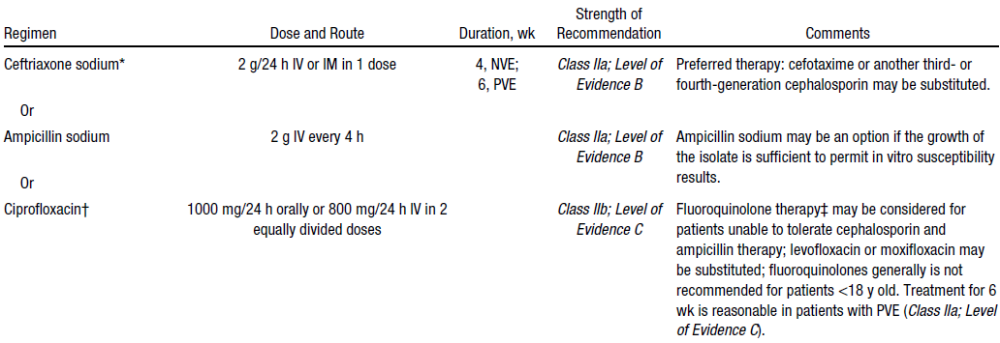 Strength of
Regimen Dose and Route Duration, wk Recommendation Comments
Ceftriaxone sodium* 2 g/24 h IV or IM in 1 dose 4, NVE; Class IIa; Level of Preferred therapy: cefotaxime or another third- or
6, PVE Evidence B fourth-generation cephalosporin may be substituted.
Or
Ampicillin sodium 2 g IV every 4 h Class IIa; Level of Ampicillin sodium may be an option if the growth of
Evidence B the isolate is sufficient to permit in vitro susceptibility
Or results.
Ciprofloxacin† 1000 mg/24 h orally or 800 mg/24 h IV in 2 Class IIb; Level of Fluoroquinolone therapy‡ may be considered for
equally divided doses Evidence C patients unable to tolerate cephalosporin and
ampicillin therapy; levofloxacin or moxifloxacin may
be substituted; fluoroquinolones generally is not
recommended for patients <18 y old. Treatment for 6
wk is reasonable in patients with PVE (Class IIa; Level
of Evidence C).